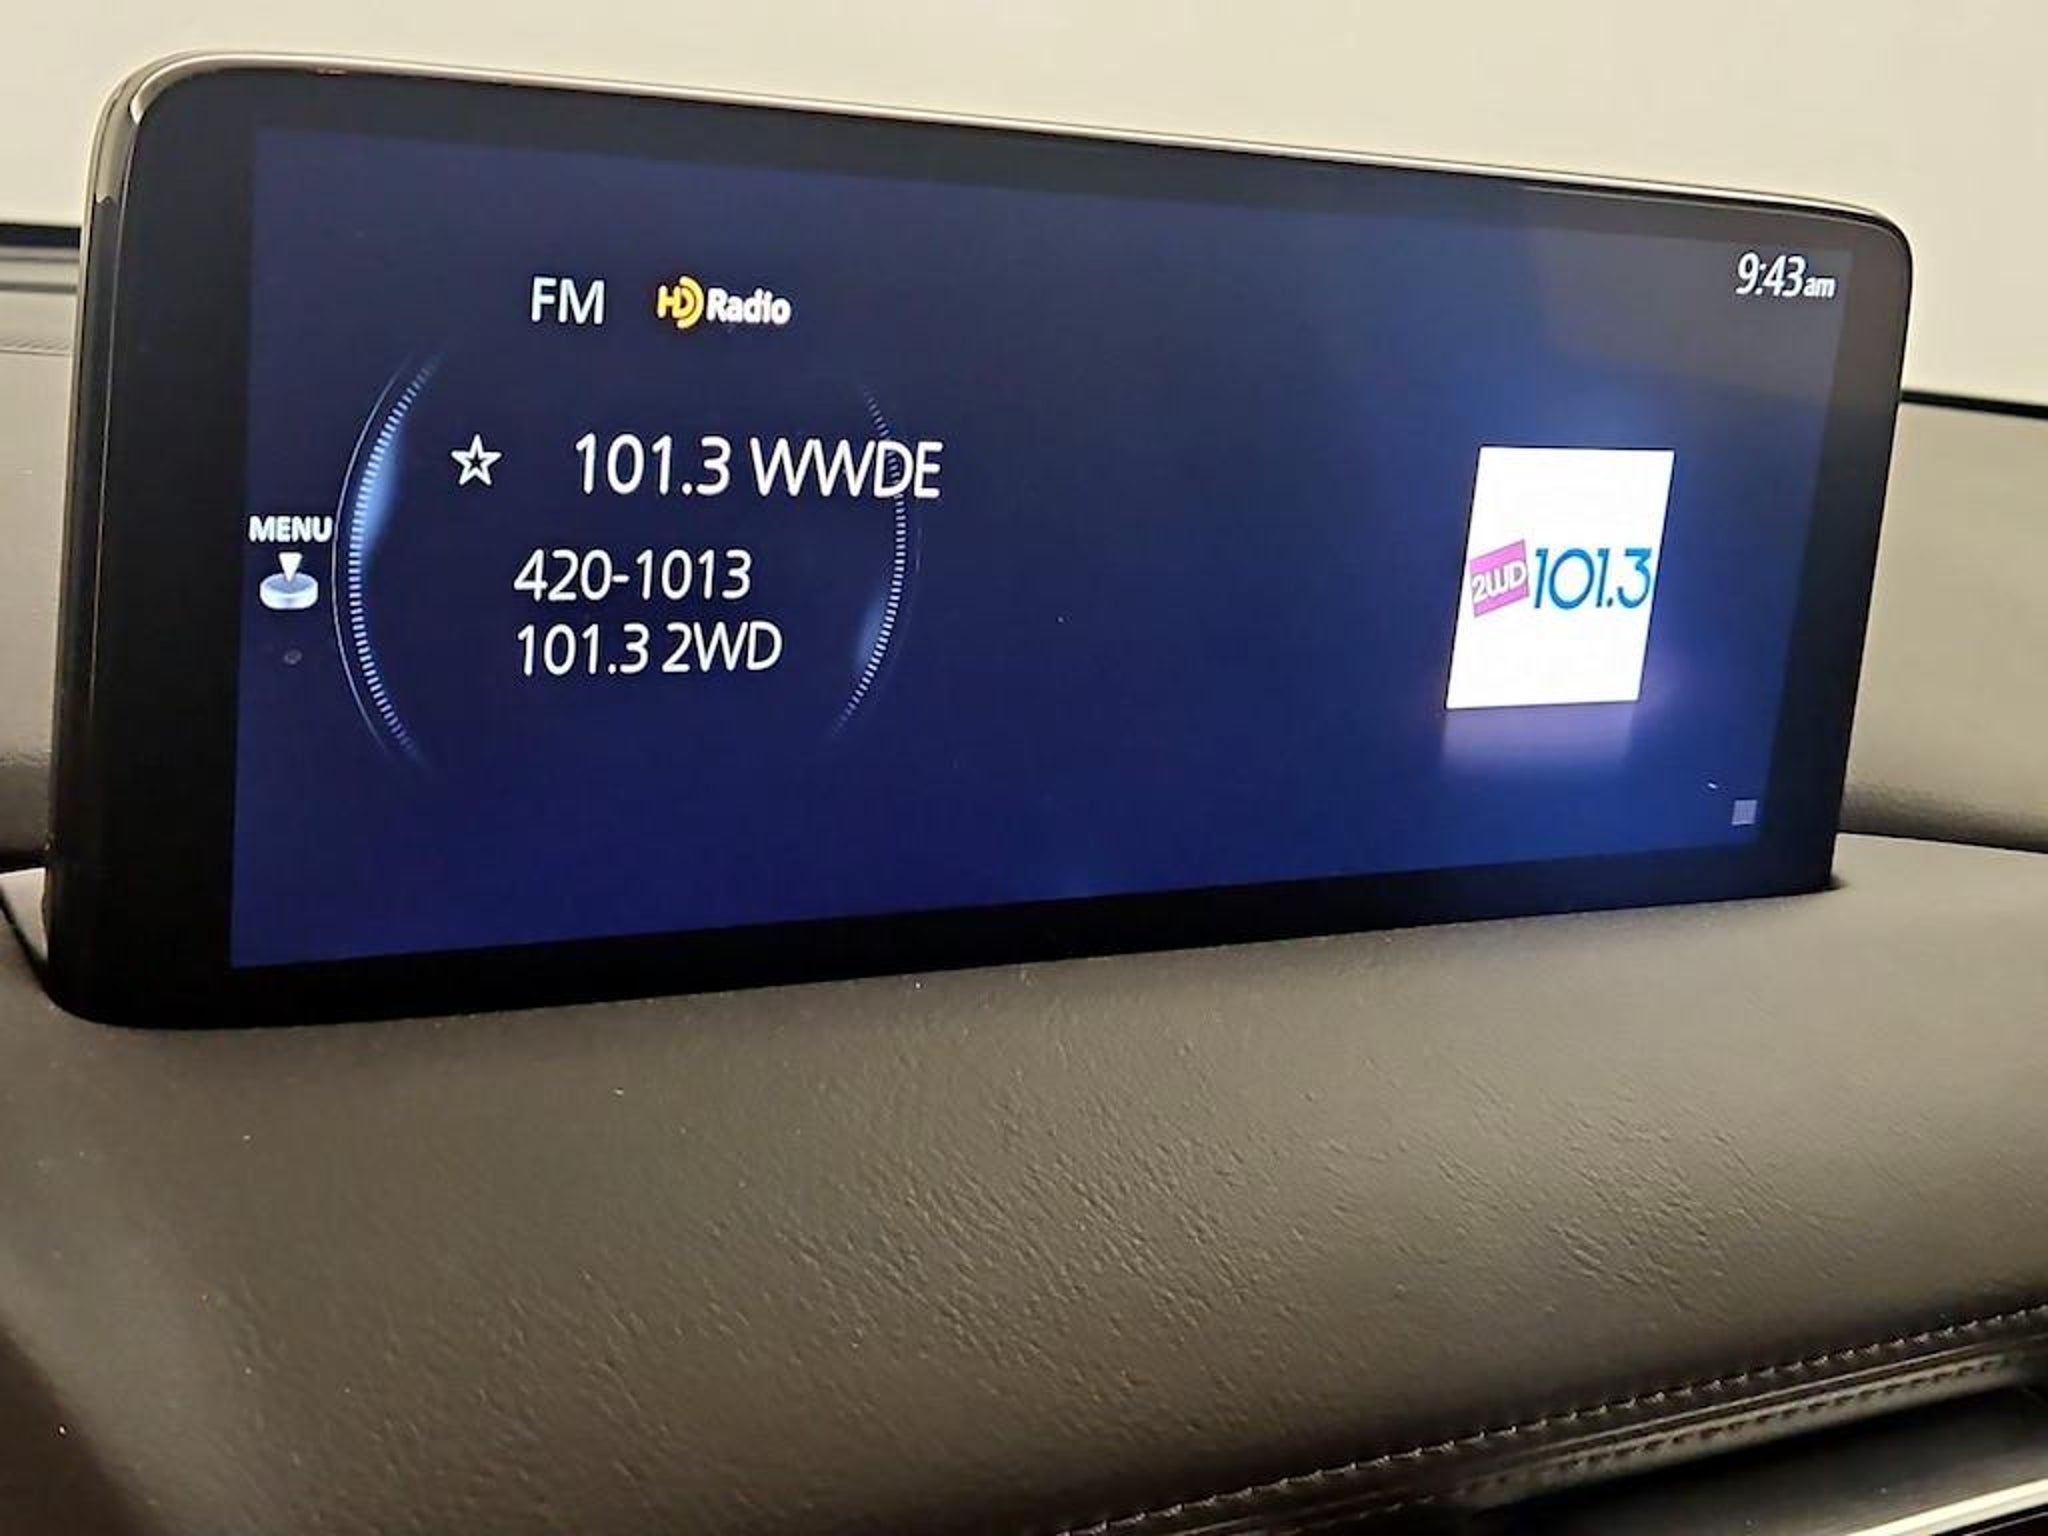 9:43am
FM HD Radio
101.3 WWDE
MENU
420-1013
101.3 2WD
2WD 101.3